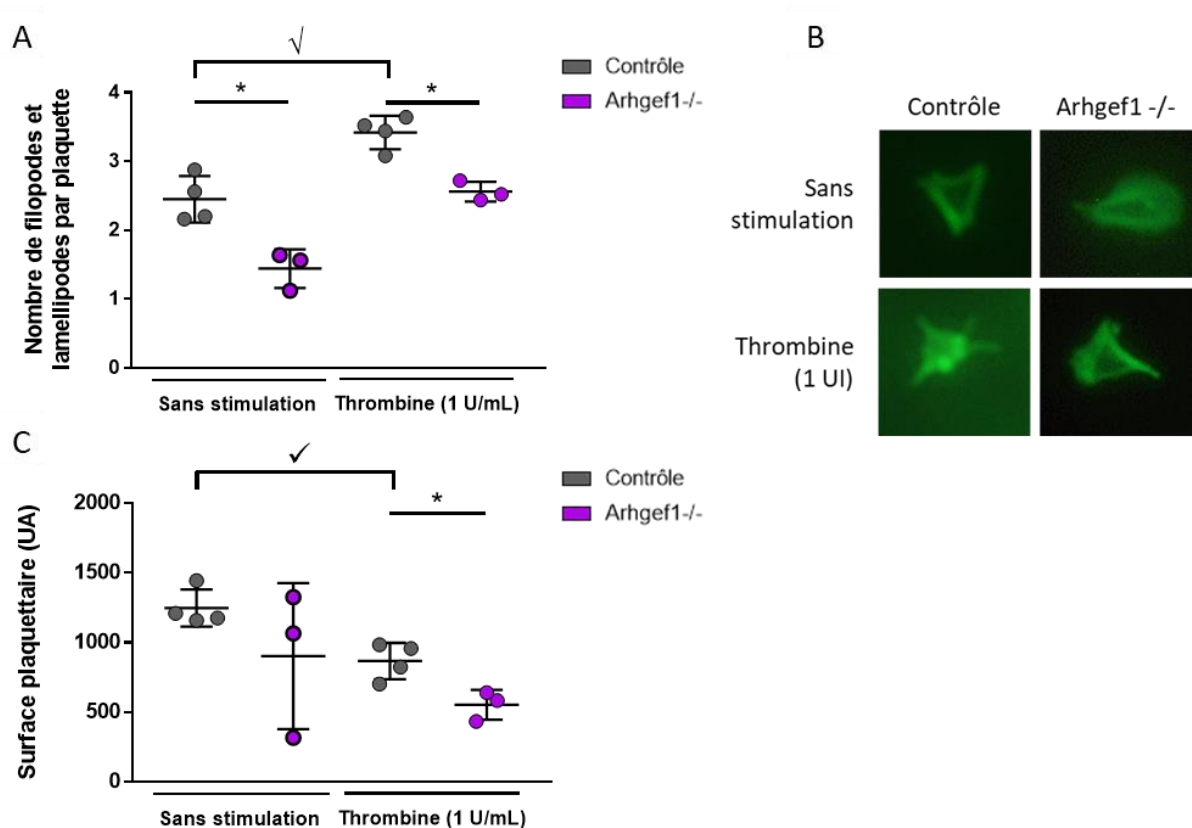 A
√
*
*
Contrôle
Arhgef1-/-
Nombre de filopodes et
lamellipodes par plaquette
4
3
2
1
0
Sans stimulation
Thrombine (1 U/mL)
B
Contrôle
Arhgef1 -/-
Sans
stimulation
Thrombine
(1 UI)
C
✓
*
Contrôle
Arhgef1-/-
Surface plaquettaire (UA)
2000
1500
1000
500
0
Sans stimulation
Thrombine (1 U/mL)